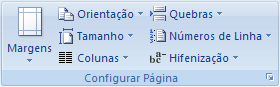 Margens
Orientação
Tamanho
Colunas
Quebras
Números de Linha
Hifenização
Configurar Página